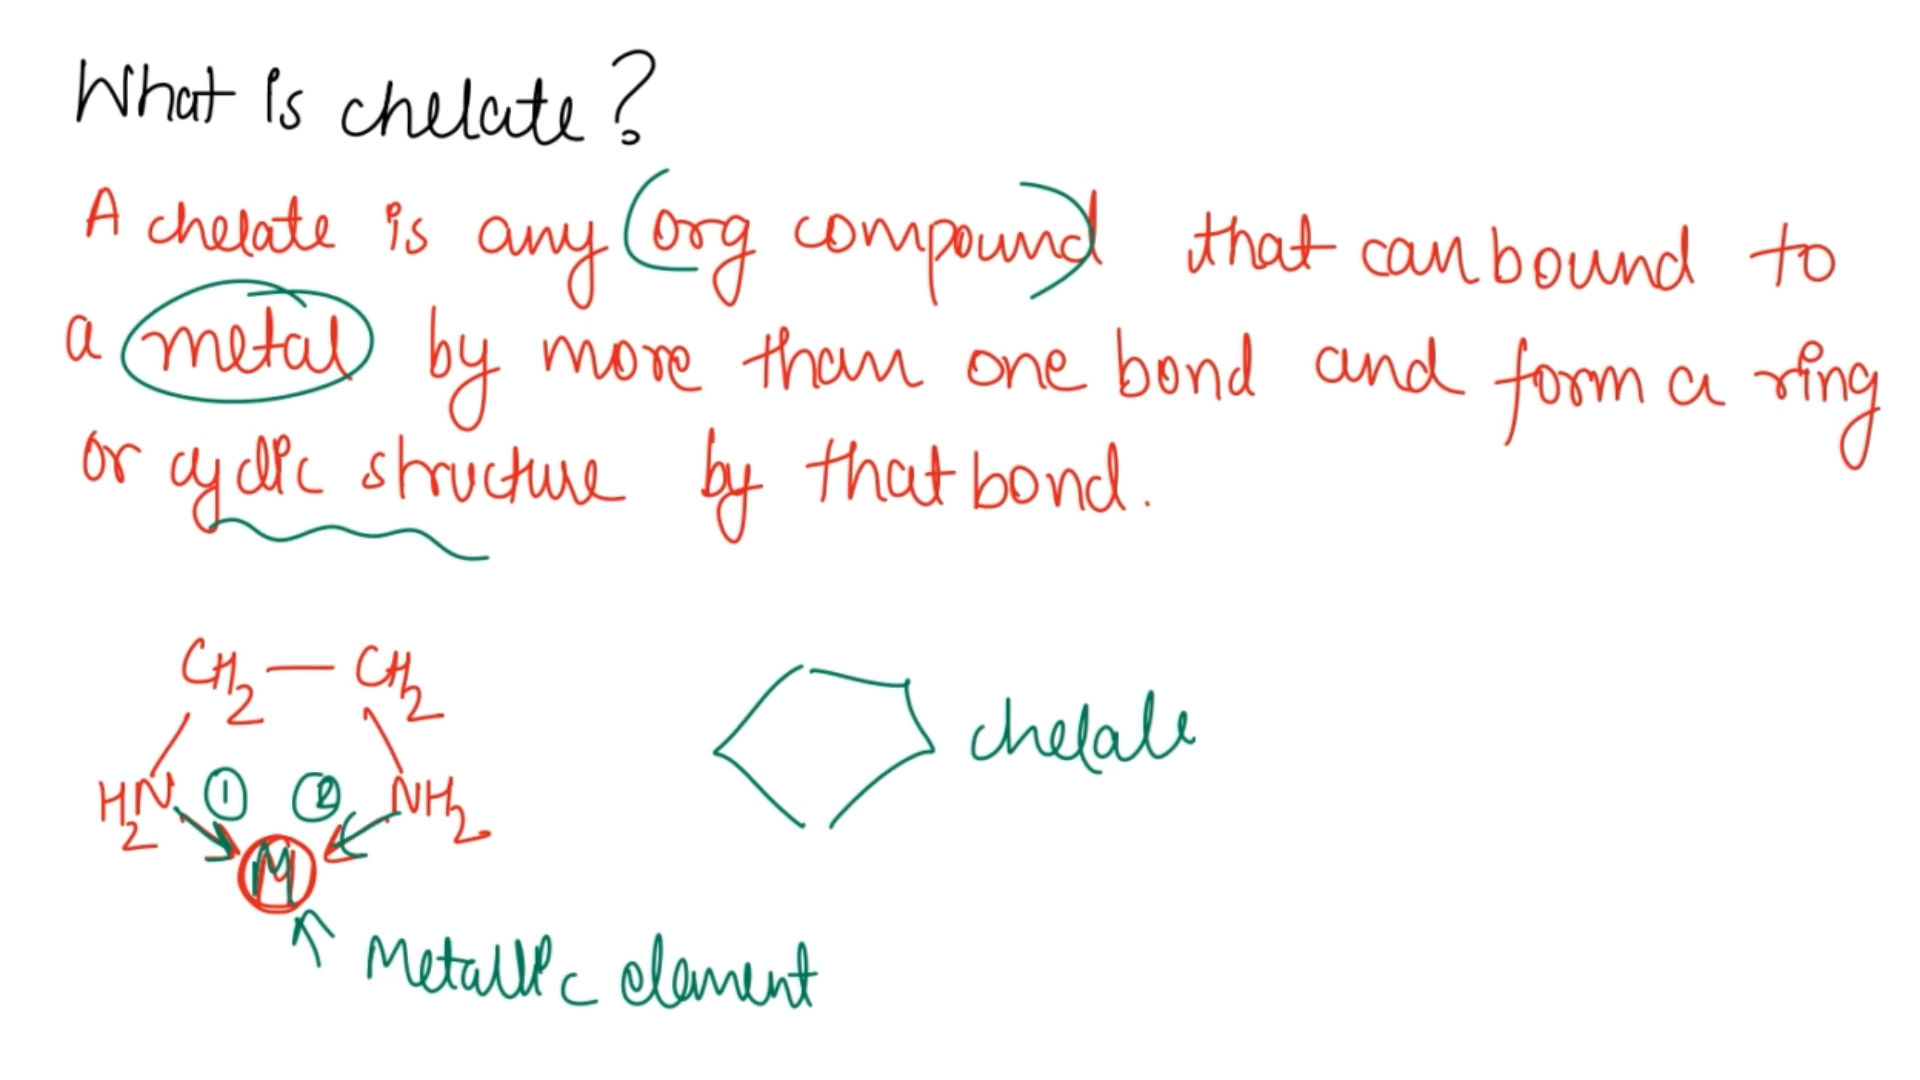 What is chelate ?
A chelate is any (org compound) that can bound to
a metal by more than one bond and form a ring
or cyclic structure by that bond.
CH2 — CH2
H2N 1 2 NH2
M
chelate
Metallic element